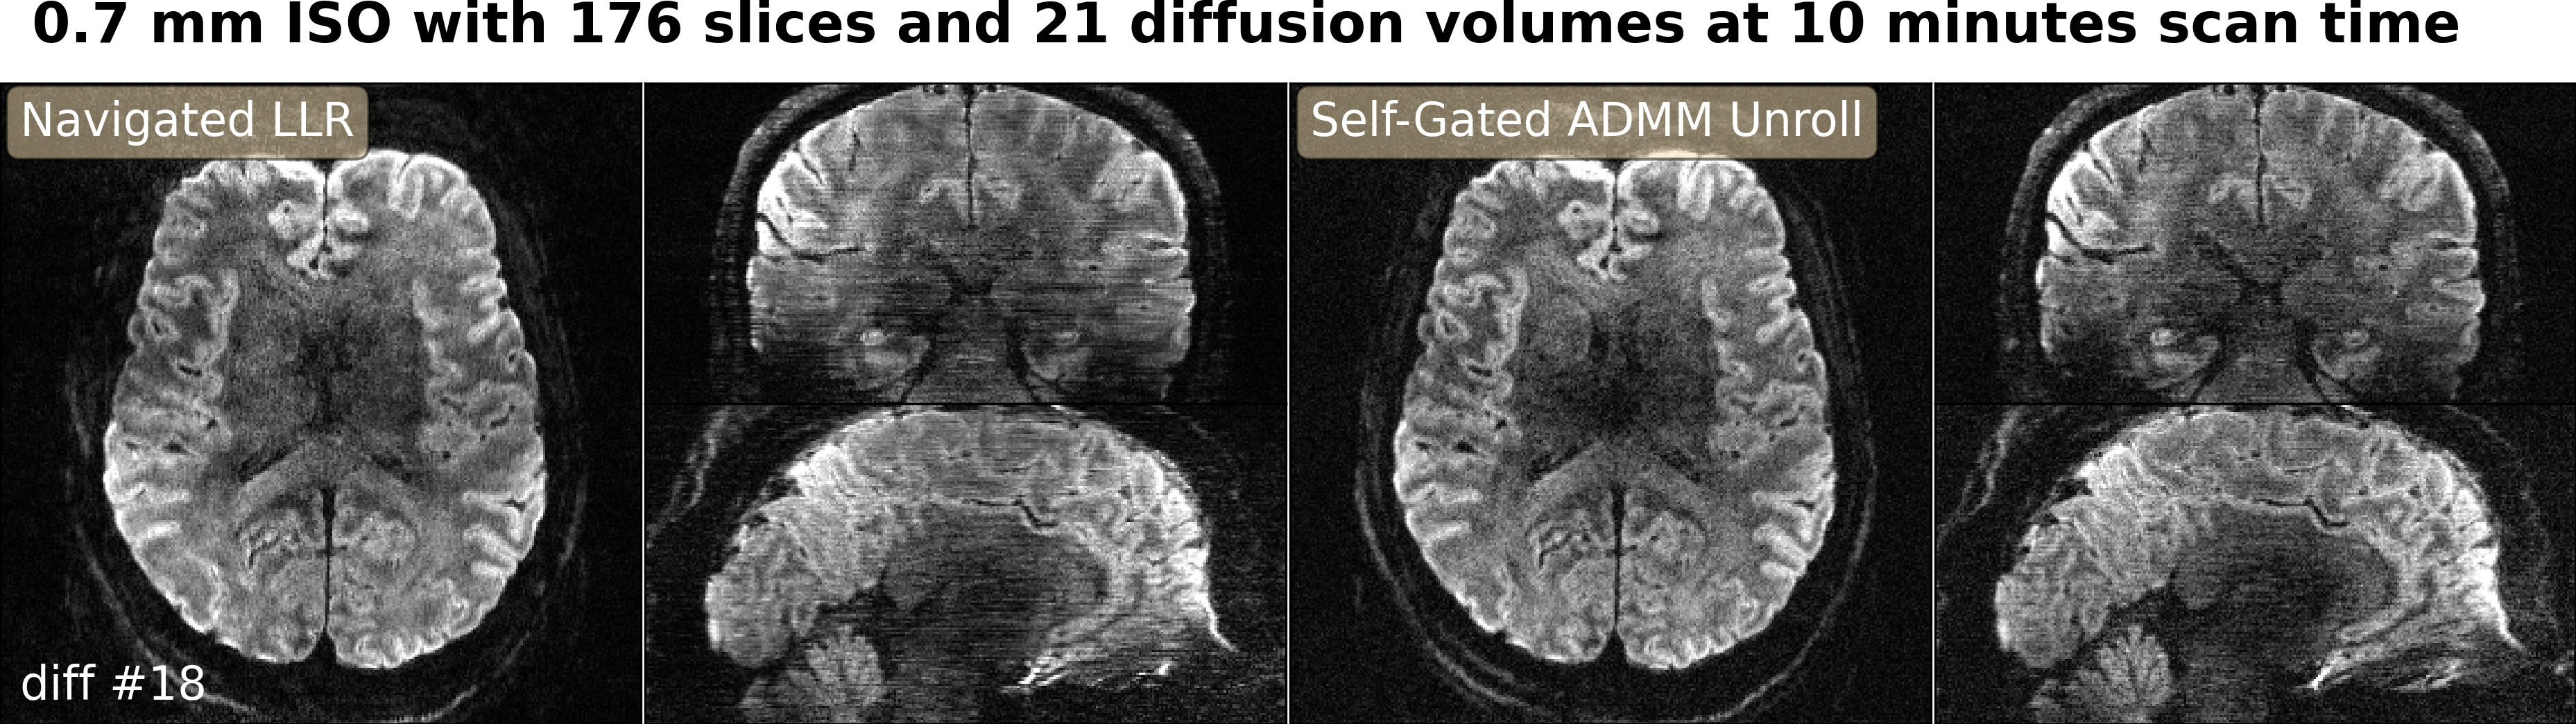 0.7 mm ISO with 176 slices and 21 diffusion volumes at 10 minutes scan time
Navigated LLR
Self-Gated ADMM Unroll
diff #18